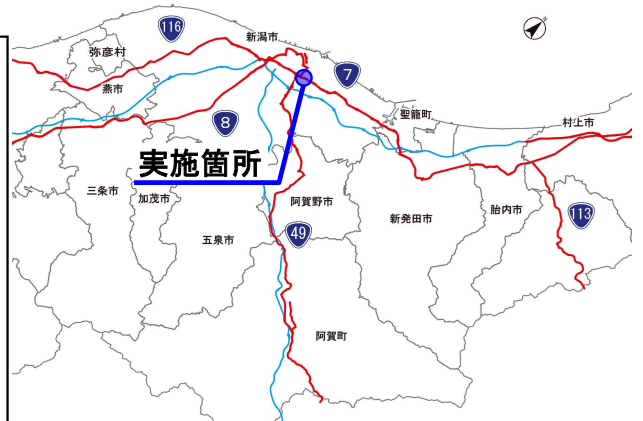 116
新潟市
弥彦村
7
燕市
聖籠町
8
村上市
実施箇所
三条市
加茂市
阿賀野市
新発田市
胎内市
113
五泉市
49
阿賀町